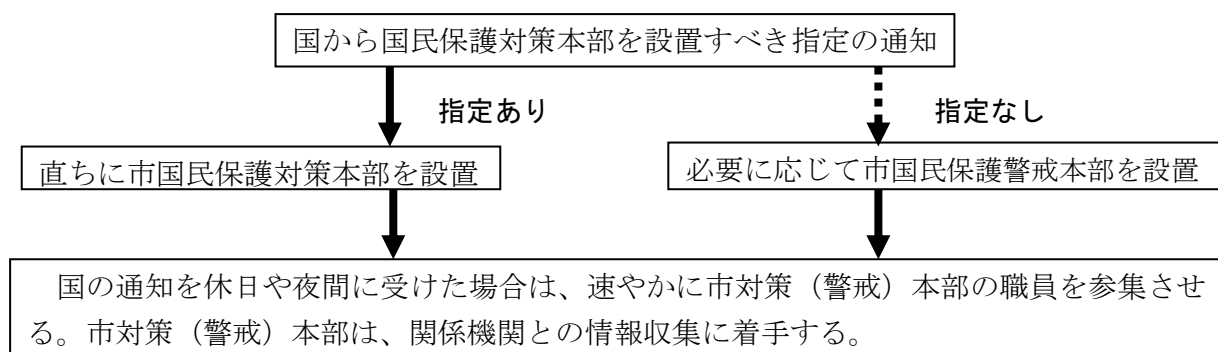 国から国民保護対策本部を設置すべき指定の通知
指定あり
指定なし
直ちに市国民保護対策本部を設置
必要に応じて市国民保護警戒本部を設置
国の通知を休日や夜間に受けた場合は、速やかに市対策（警戒）本部の職員を参集させ
る。市対策（警戒）本部は、関係機関との情報収集に着手する。